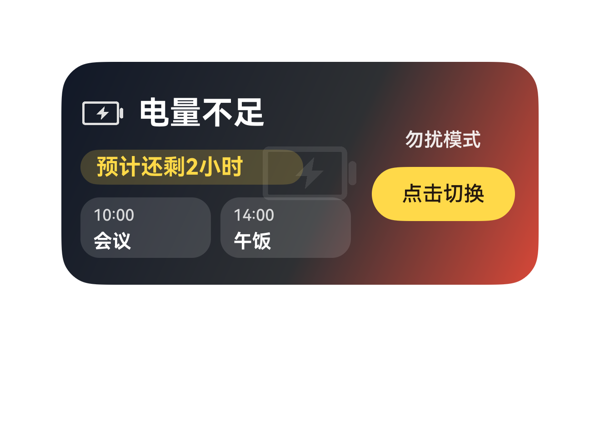 电量不足
预计还剩2小时
10:00
会议
14:00
午饭
勿扰模式
点击切换